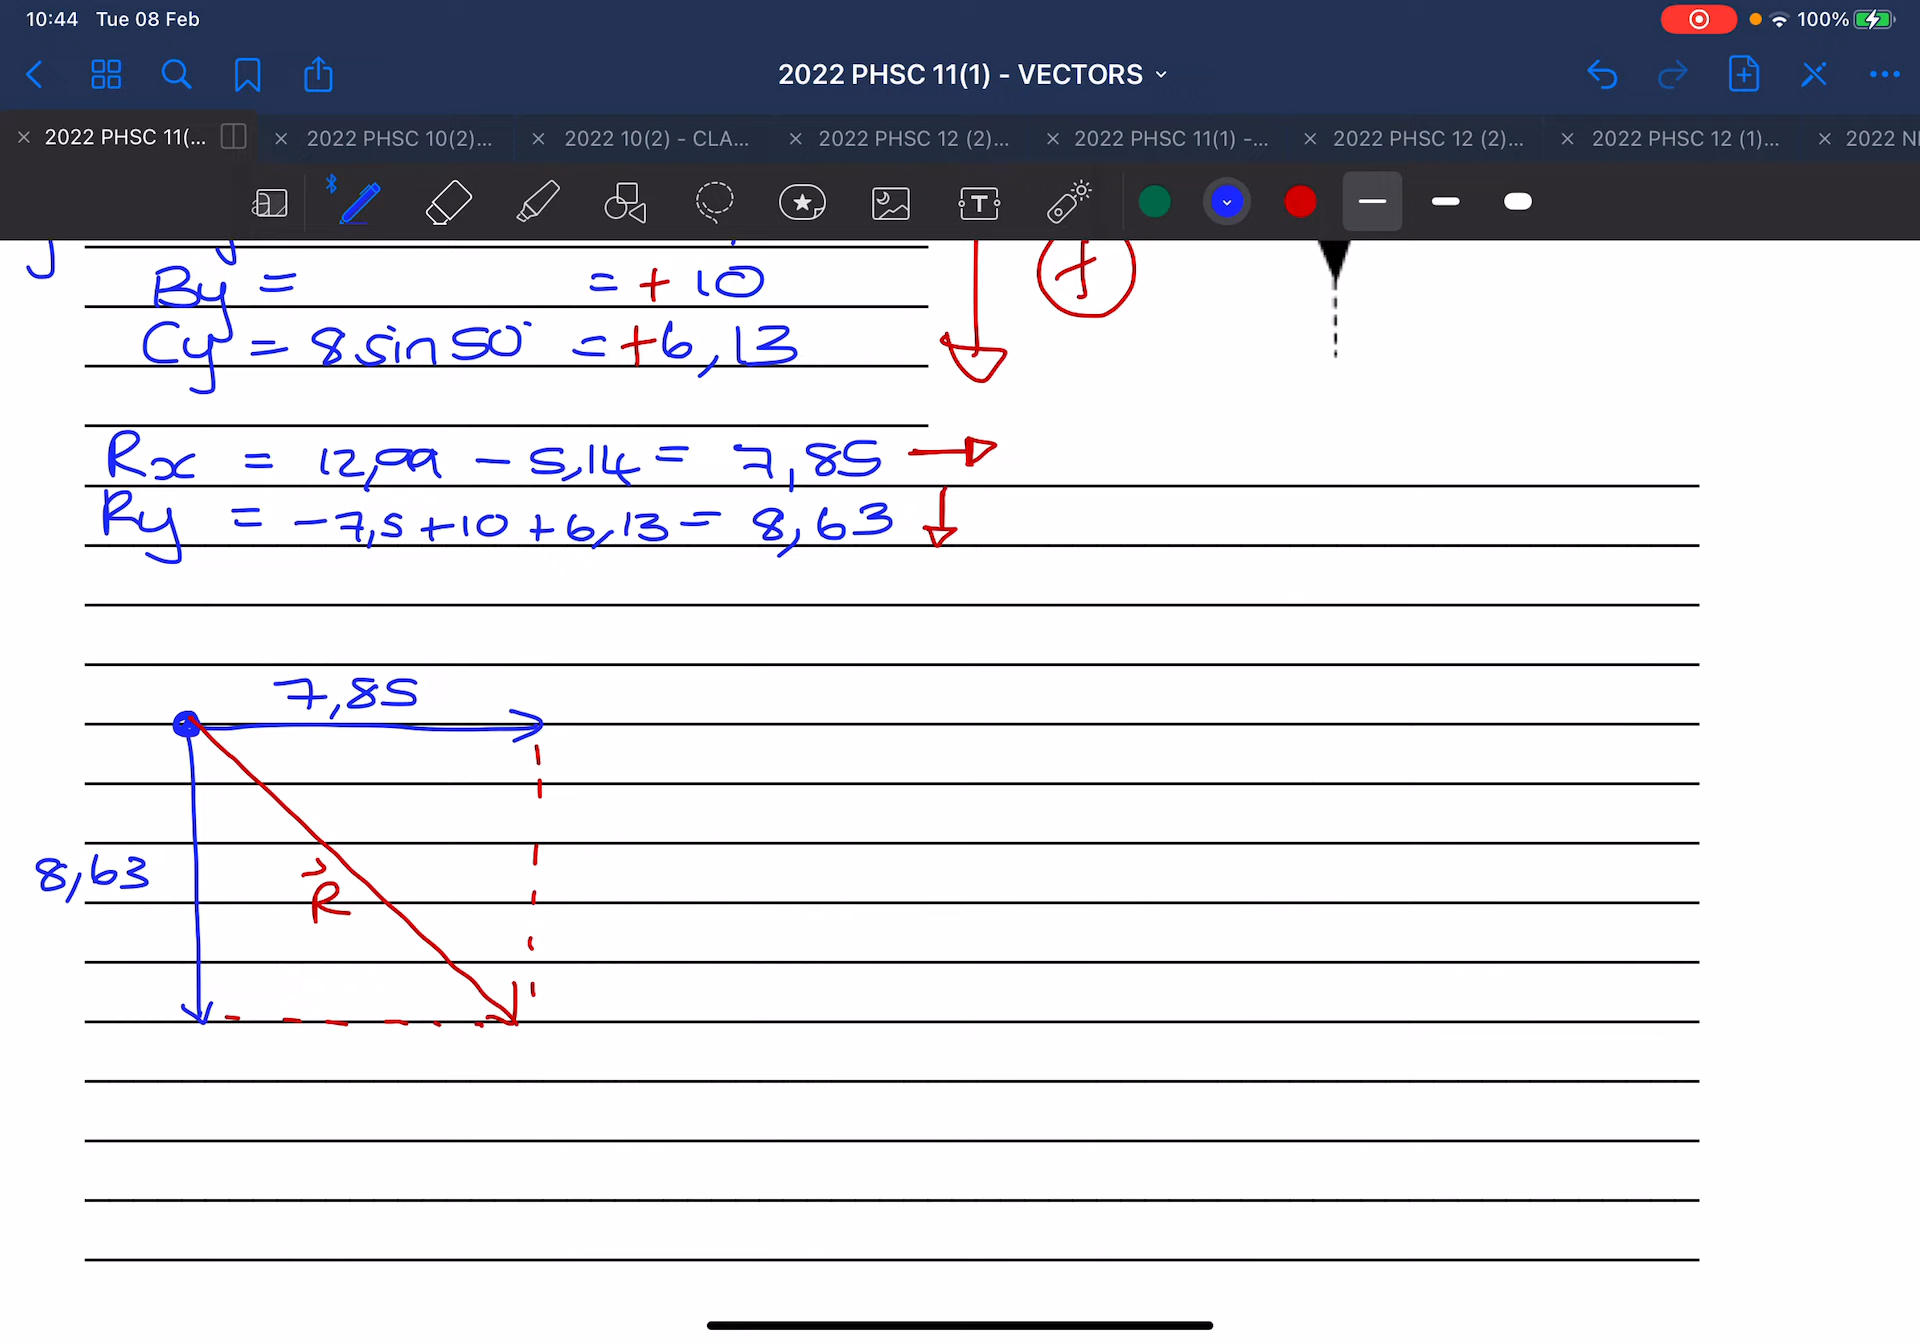 10:44 Tue 08 Feb
100%
2022 PHSC 11(1) - VECTORS
2022 PHSC 11(...
2022 PHSC 10(2)...
2022 10(2) - CLA...
2022 PHSC 12 (2)...
2022 PHSC 11(1) -...
2022 PHSC 12 (2)...
2022 PHSC 12 (1)...
2022 N
T
By = = + 10
+
Cy = 8 sin 50° = +6,13
Rx = 12,99 - 5,14 = 7,85
Ry = -7,5 + 10 + 6,13 = 8,63
7,85
8,63
R